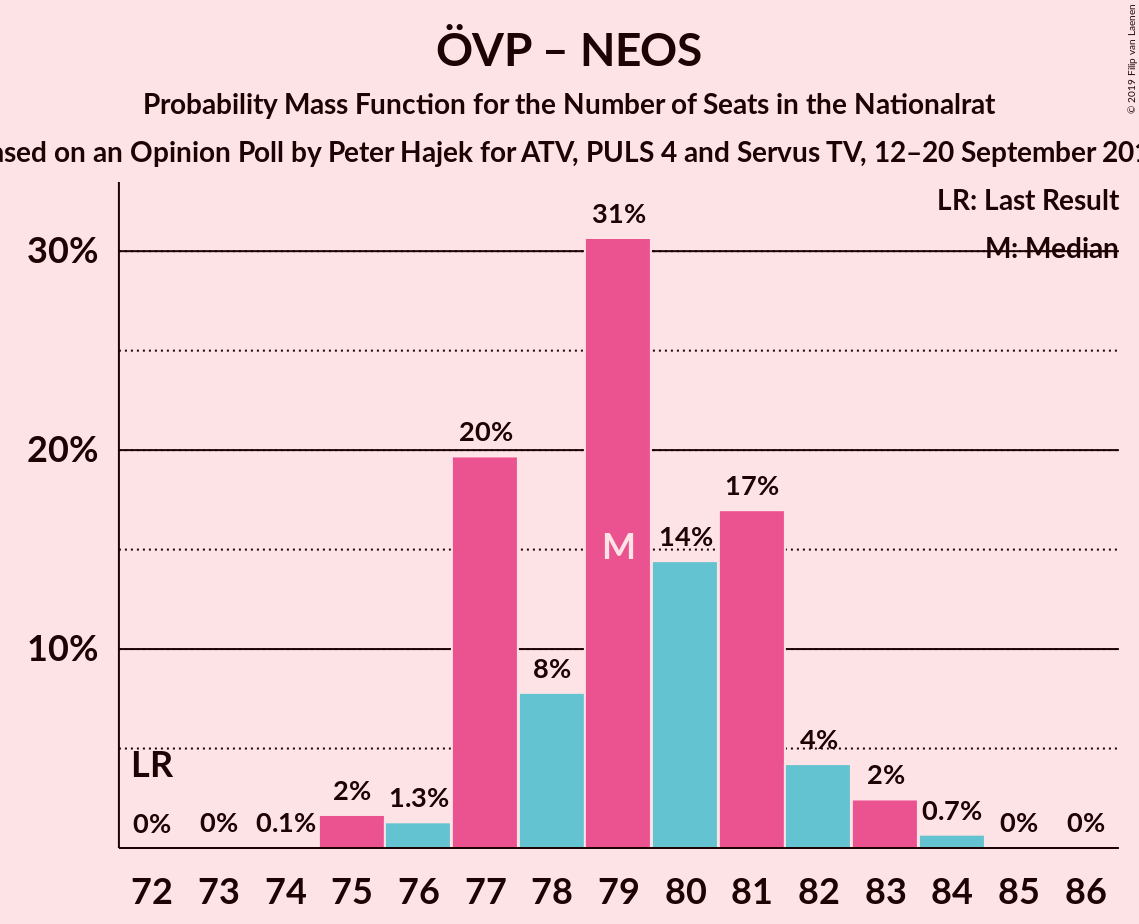 ÖVP – NEOS
Probability Mass Function for the Number of Seats in the Nationalrat
on an Opinion Poll by Peter Hajek for ATV, PULS 4 and Servus TV, 12–20 September
© 2019 Filip van Laenen
LR: Last Result
M: Median
30%
20%
10%
31%
20%
17%
14%
8%
4%
2%
2%
1.3%
0.7%
0.1%
0%
0%
0%
0%
M
LR
72 73 74 75 76 77 78 79 80 81 82 83 84 85 86